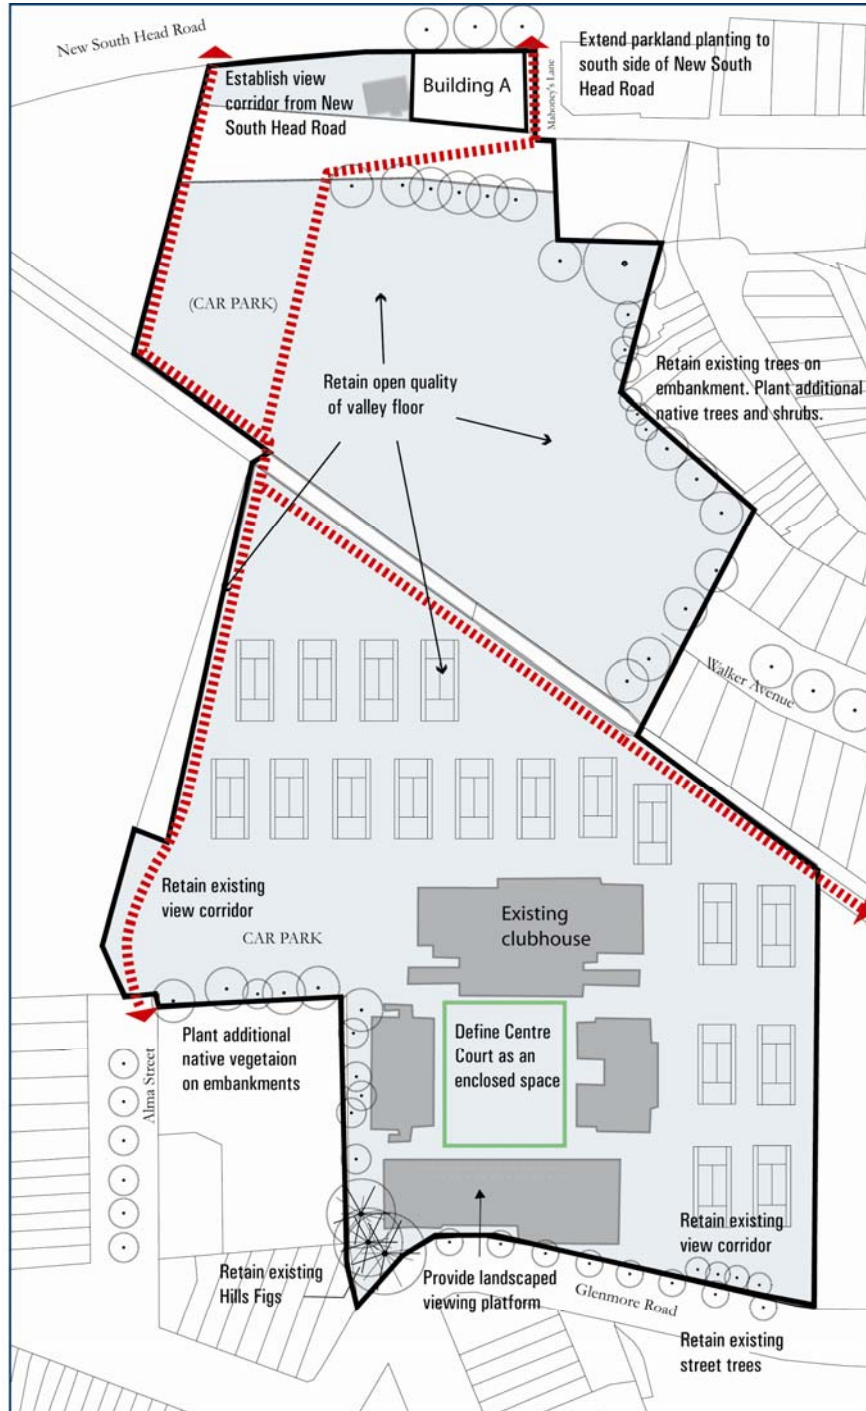 New South Head Road
Establish view
corridor from New
South Head Road
Building A
Mahoney's Lane
Extend parkland planting to
south side of New South
Head Road
(CAR PARK)
Retain open quality
of valley floor
Retain existing trees on
embankment. Plant additional
native trees and shrubs.
Walker Avenue
Retain existing
view corridor
CAR PARK
Existing
clubhouse
Define Centre
Court as an
enclosed space
Plant additional
native vegetaion
on embankments
Alma Street
Retain existing
Hills Figs
Provide landscaped
viewing platform
Retain existing
view corridor
Glenmore Road
Retain existing
street trees